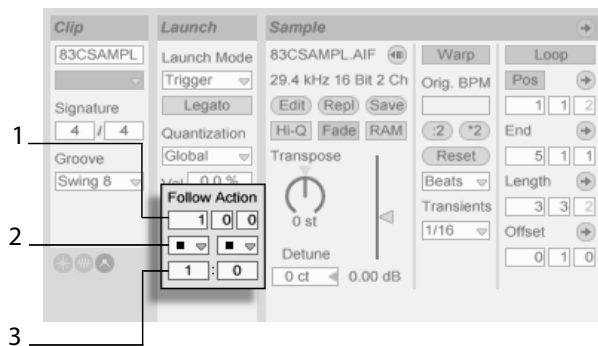 Clip
83CSAMPL
Signature
4 / 4
Groove
Swing 8
Launch
Launch Mode
Trigger
Legato
Quantization
Global
Vel 0.0 %
Follow Action
1 0 0
1 : 0
Sample
83CSAMPL.AIF
29.4 kHz 16 Bit 2 Ch
Edit Repl Save
Hi-Q Fade RAM
Transpose
0 st
Detune
0 ct 0.00 dB
Warp
Orig. BPM
:2 *2
Reset
Beats
Transients
1/16
Loop
Pos
1 1 2
End
5 1 1
Length
3 3 2
Offset
0 1 0
1
2
3